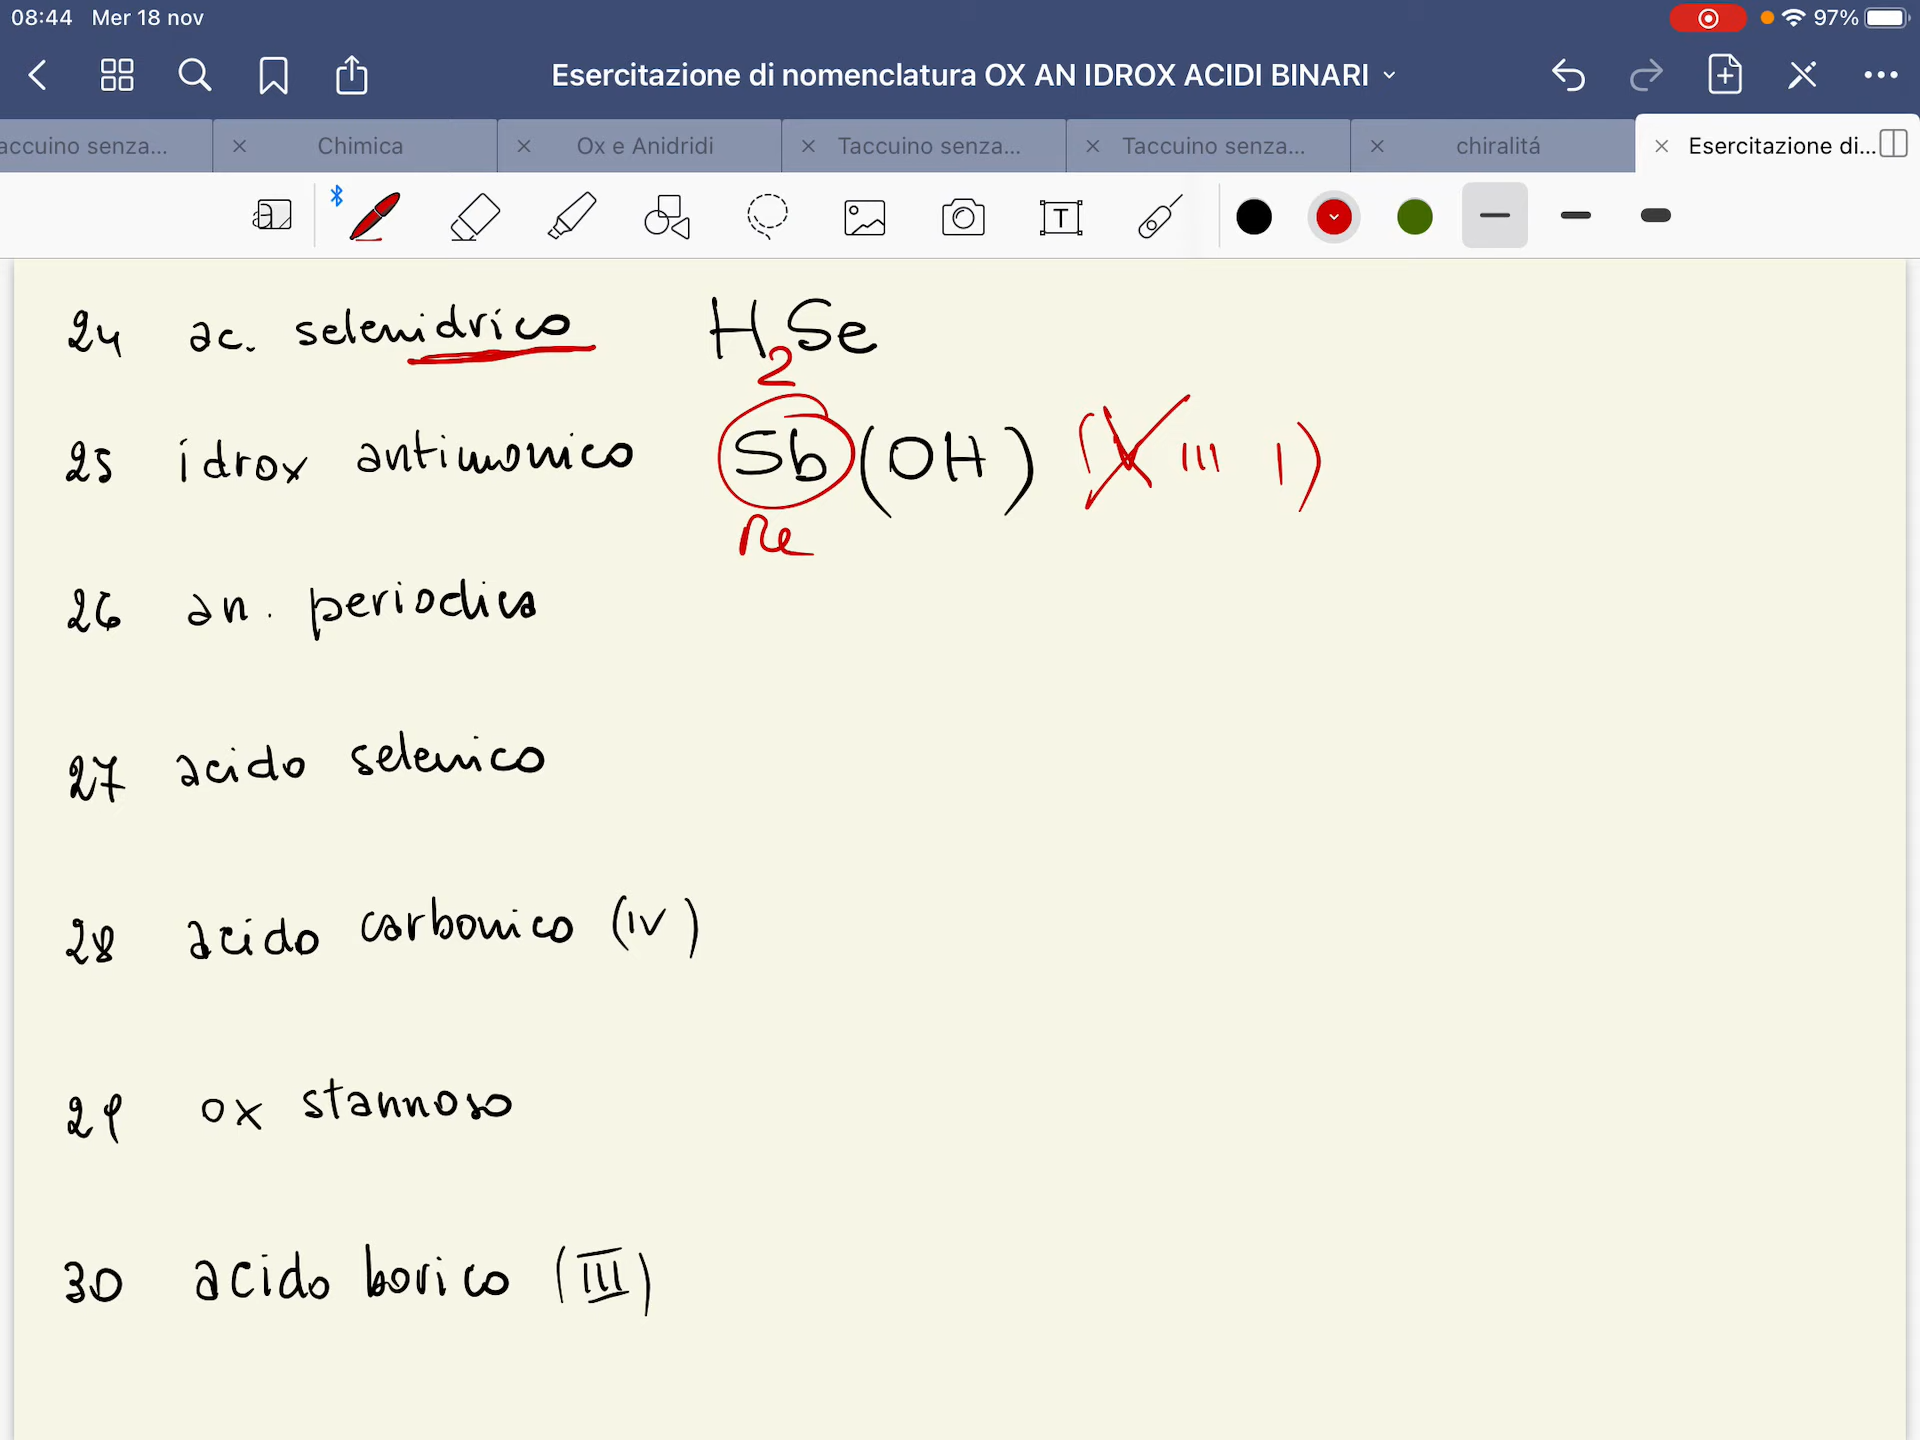 08:44 Mer 18 nov 97%
Esercitazione di nomenclatura OX AN IDROX ACIDI BINARI
accuino senza... Chimica Ox e Anidridi Taccuino senza... Taccuino senza... chiralitá Esercitazione di...
24 ac. selenidrico H2Se
25 idrox antimonico Sb(OH) (V III I)
Me
26 an. periodica
27 acido selenico
28 acido carbonico (IV)
29 ox stannoso
30 acido borico (III)